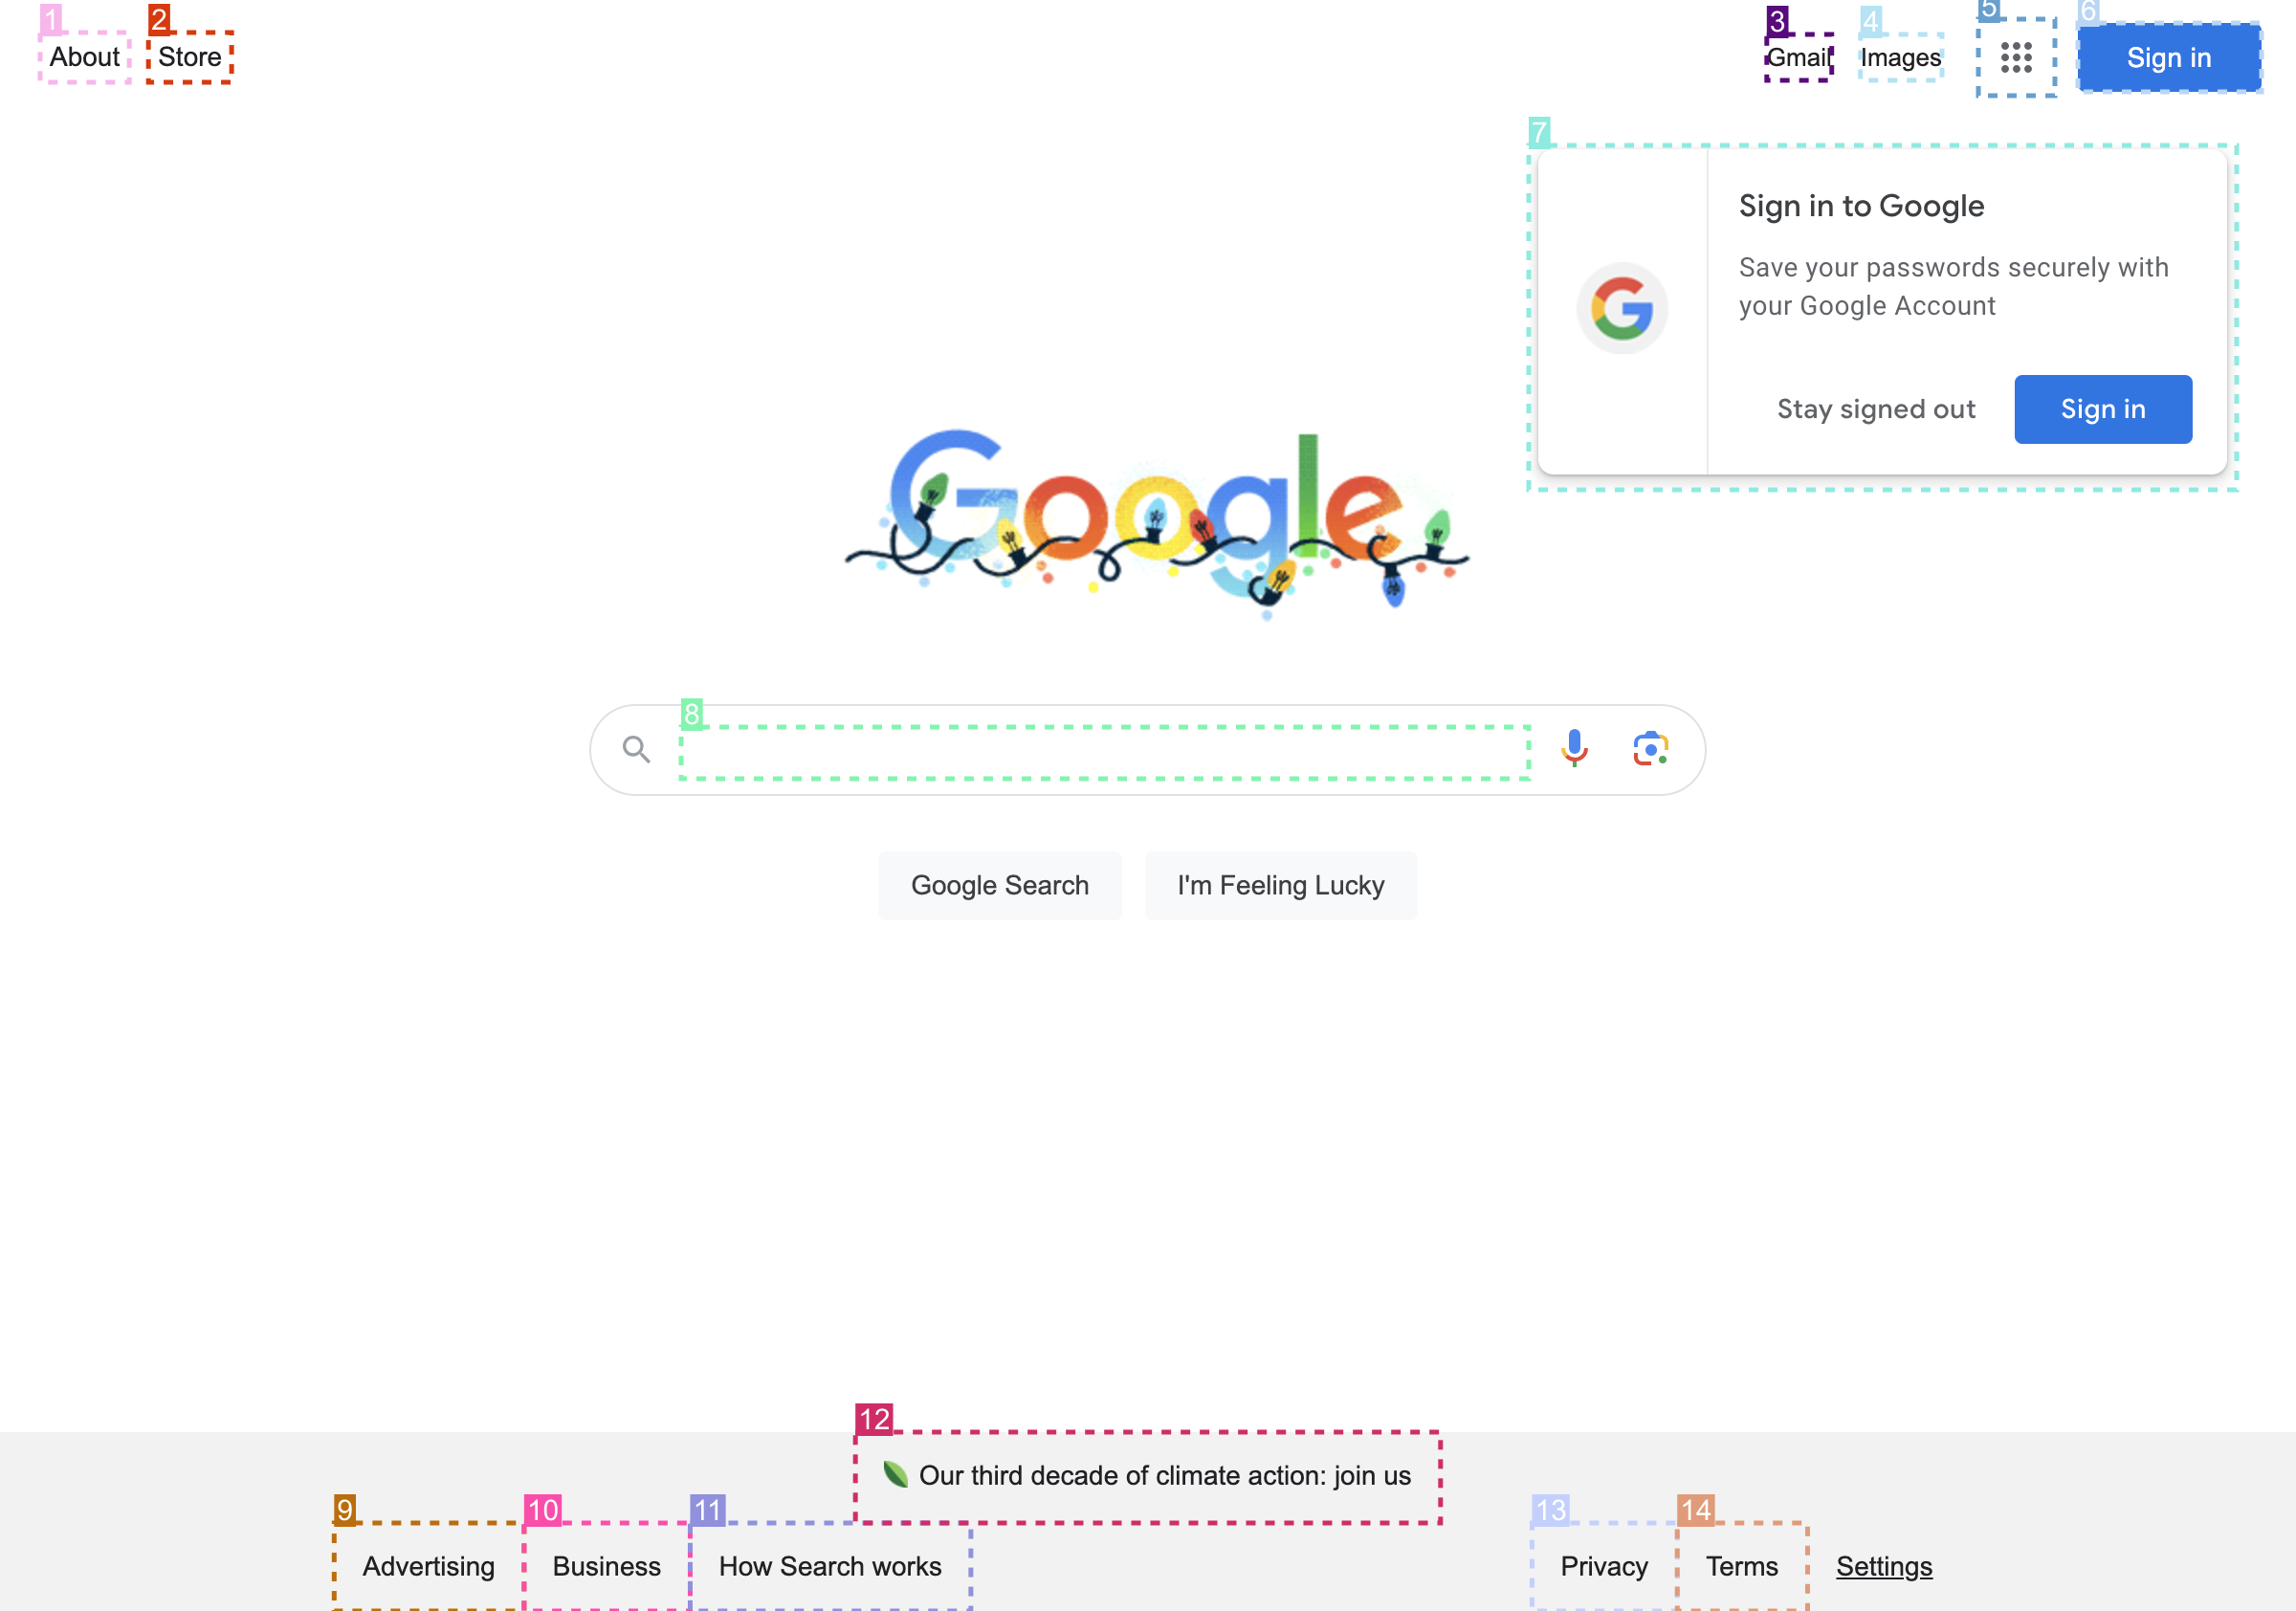 1
2
3
4
5
6
About
Store
Gmail
Images
Sign in
7
Sign in to Google
Save your passwords securely with
your Google Account
Stay signed out
Sign in
Google
8
Google Search
I'm Feeling Lucky
12
Our third decade of climate action: join us
9
10
11
13
14
Advertising
Business
How Search works
Privacy
Terms
Settings